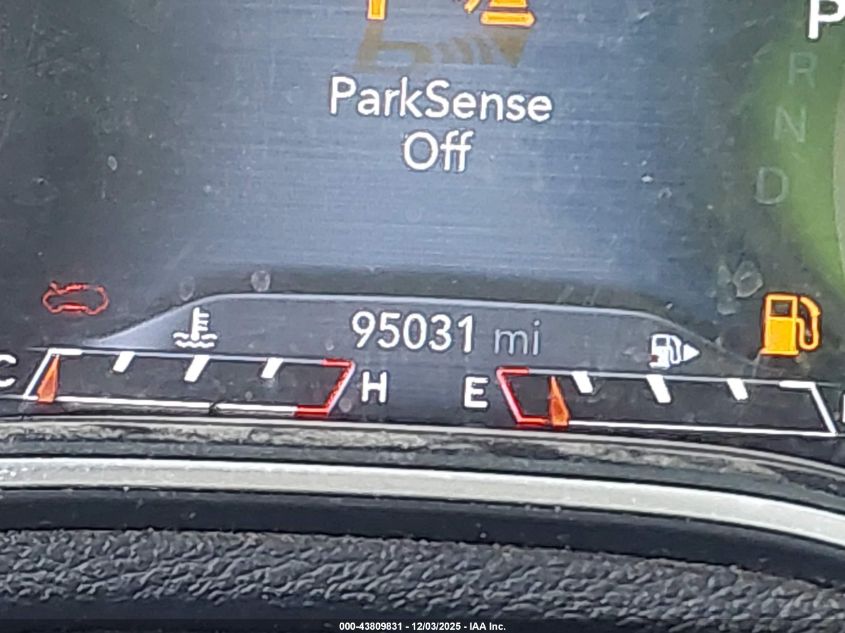 P
R
N
D
ParkSense
Off
95031 mi
C
H
E
000-43809831 - 12/03/2025 - IAA Inc.